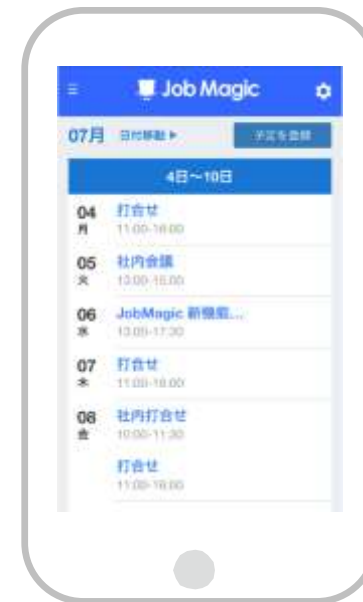 Job Magic
07月 日付移動▶ 予定を登録
4日〜10日
04 打合せ
月 11:00-16:00
05 社内会議
火 13:00-15:00
06 JobMagic 新機能...
水 13:00-17:30
07 打合せ
木 11:00-16:00
08 社内打合せ
金 10:00-11:30
打合せ
11:00-16:00